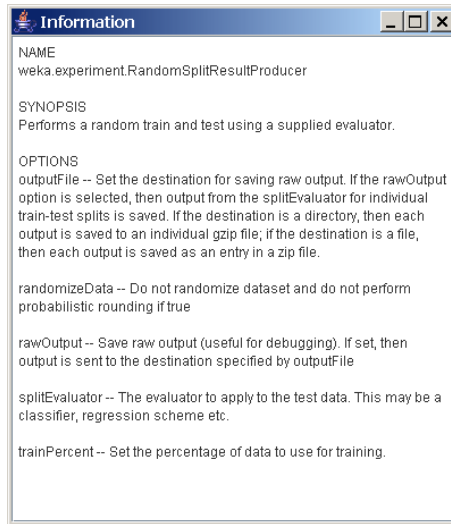 Information
NAME
weka.experiment.RandomSplitResultProducer
SYNOPSIS
Performs a random train and test using a supplied evaluator.
OPTIONS
outputFile -- Set the destination for saving raw output. If the rawOutput
option is selected, then output from the splitEvaluator for individual
train-test splits is saved. If the destination is a directory, then each
output is saved to an individual gzip file; if the destination is a file,
then each output is saved as an entry in a zip file.
randomizeData -- Do not randomize dataset and do not perform
probabilistic rounding if true
rawOutput -- Save raw output (useful for debugging). If set, then
output is sent to the destination specified by outputFile
splitEvaluator -- The evaluator to apply to the test data. This may be a
classifier, regression scheme etc.
trainPercent -- Set the percentage of data to use for training.